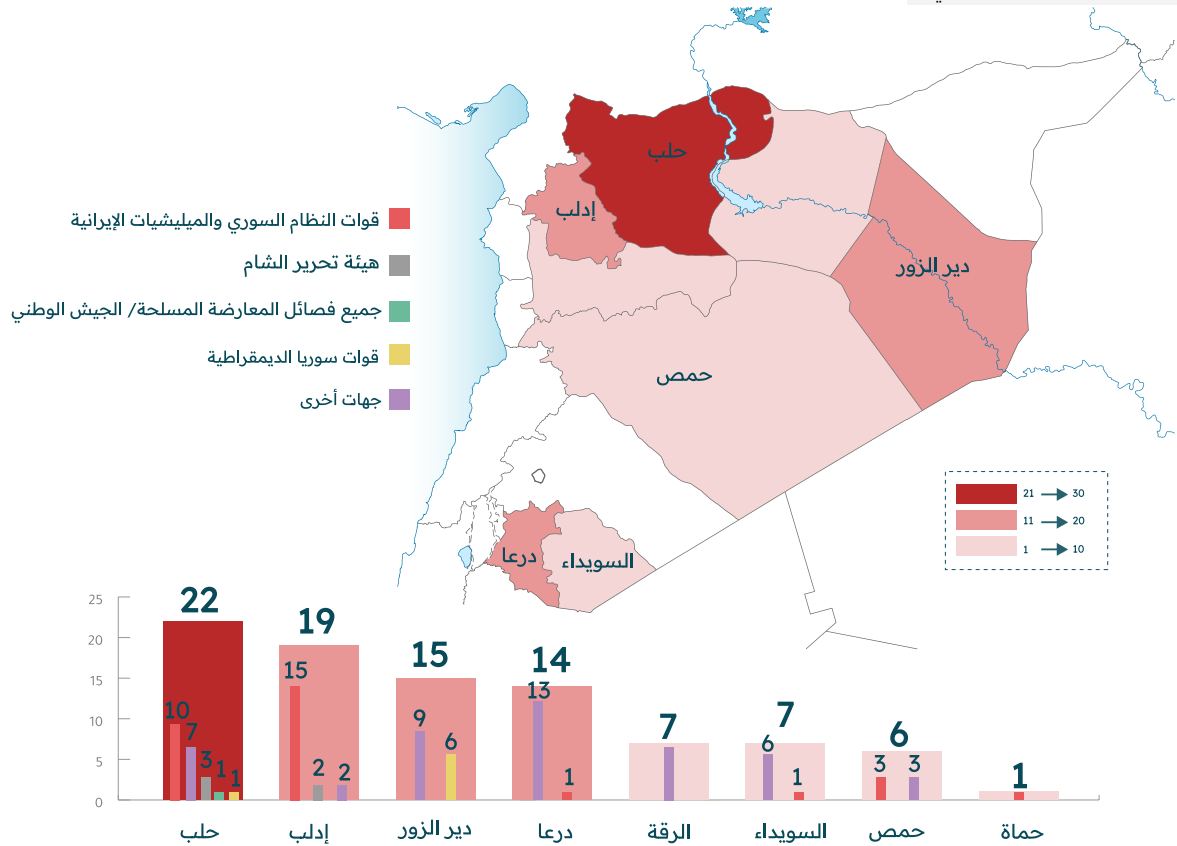 حلب
إدلب
دير الزور
حمص
درعا
السويداء
قوات النظام السوري والميليشيات الإيرانية
هيئة تحرير الشام
جميع فصائل المعارضة المسلحة/ الجيش الوطني
قوات سوريا الديمقراطية
جهات أخرى
21 → 30
11 → 20
1 → 10
25
20
15
10
5
0
22
10
7
3
1
1
حلب
19
15
2
2
إدلب
15
9
6
دير الزور
14
13
1
درعا
7
الرقة
7
6
1
السويداء
6
3
3
حمص
1
حماة